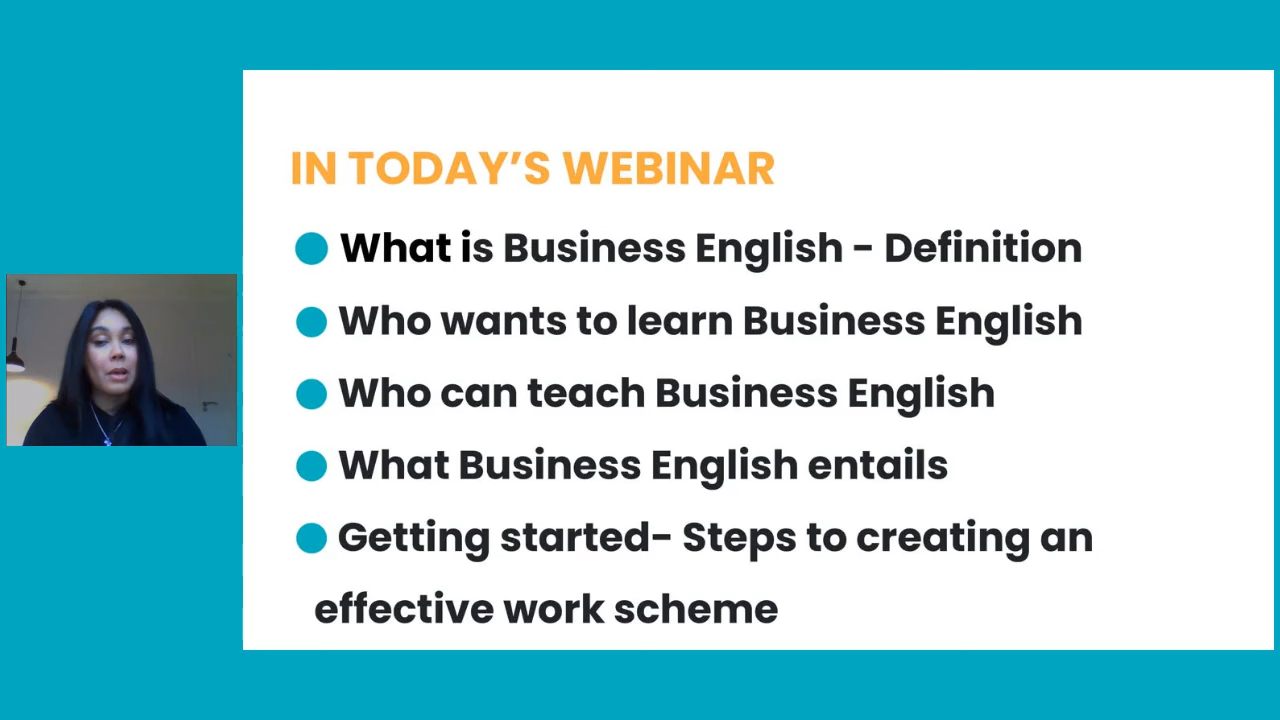 IN TODAY’S WEBINAR
What is Business English - Definition
Who wants to learn Business English
Who can teach Business English
What Business English entails
Getting started- Steps to creating an
effective work scheme